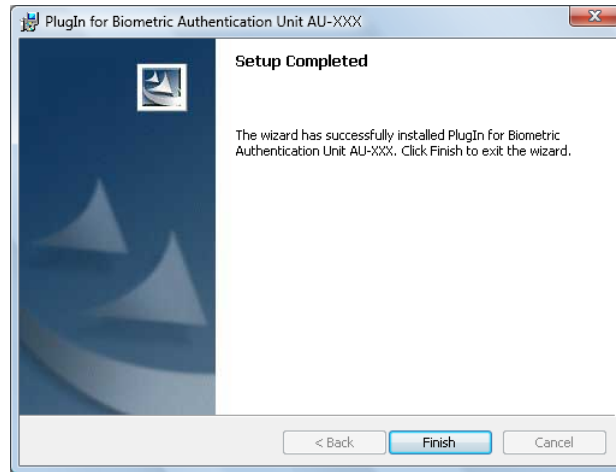 PlugIn for Biometric Authentication Unit AU-XXX
Setup Completed
The wizard has successfully installed PlugIn for Biometric
Authentication Unit AU-XXX. Click Finish to exit the wizard.
< Back
Finish
Cancel